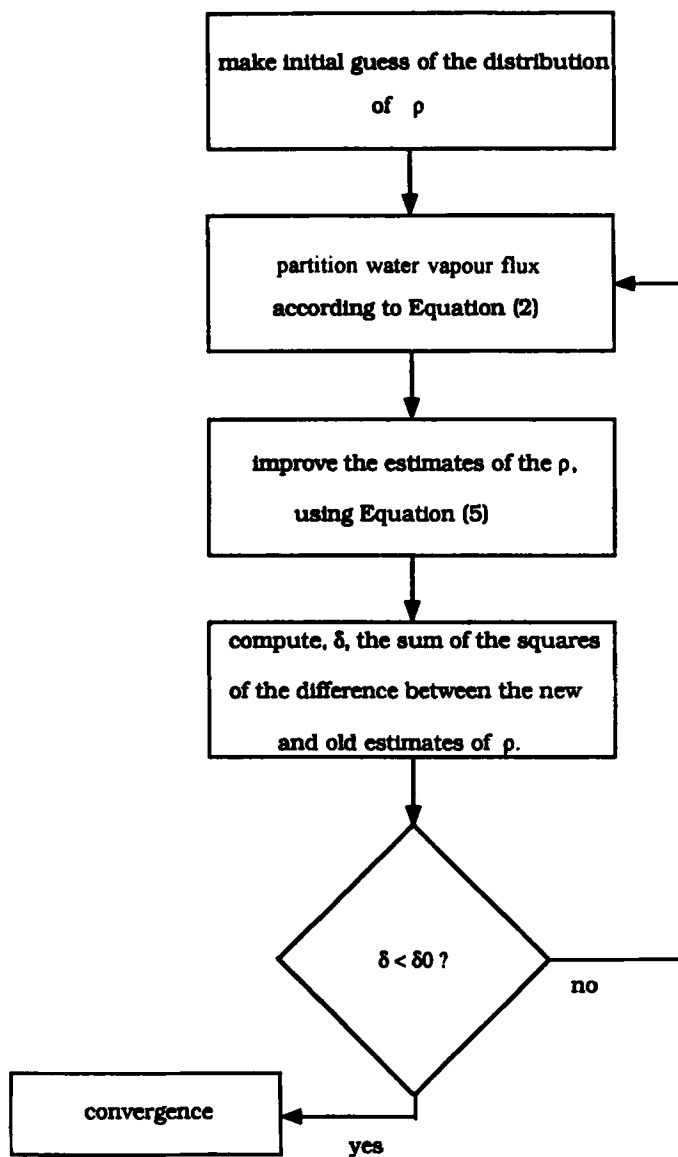 make initial guess of the distribution
of ρ
partition water vapour flux
according to Equation (2)
improve the estimates of the ρ,
using Equation (5)
compute, δ, the sum of the squares
of the difference between the new
and old estimates of ρ.
δ < δ0 ?
no
convergence
yes